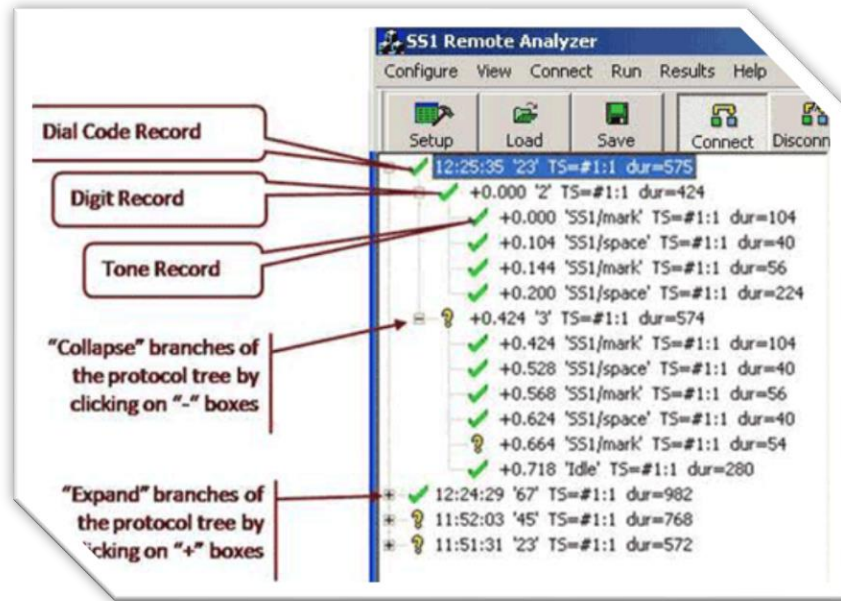 SS1 Remote Analyzer
Configure View Connect Run Results Help
Setup Load Save Connect
Dial Code Record
Digit Record
Tone Record
"Collapse" branches of
the protocol tree by
clicking on "-" boxes
"Expand" branches of
the protocol tree by
on "+" boxes
12:25:35 '23' TS=#1:1 dur=575
+0.000 '2' TS=#1:1 dur=424
+0.000 'SS1/mark' TS=#1:1 dur=104
+0.104 'SS1/space' TS=#1:1 dur=40
+0.144 'SS1/mark' TS=#1:1 dur=56
+0.200 'SS1/space' TS=#1:1 dur=224
+0.424 '3' TS=#1:1 dur=574
+0.424 'SS1/mark' TS=#1:1 dur=104
+0.528 'SS1/space' TS=#1:1 dur=40
+0.568 'SS1/mark' TS=#1:1 dur=56
+0.624 'SS1/space' TS=#1:1 dur=40
+0.664 'SS1/mark' TS=#1:1 dur=54
+0.718 'Idle' TS=#1:1 dur=280
12:24:29 '67' TS=#1:1 dur=982
11:52:03 '45' TS=#1:1 dur=768
11:51:31 '23' TS=#1:1 dur=572